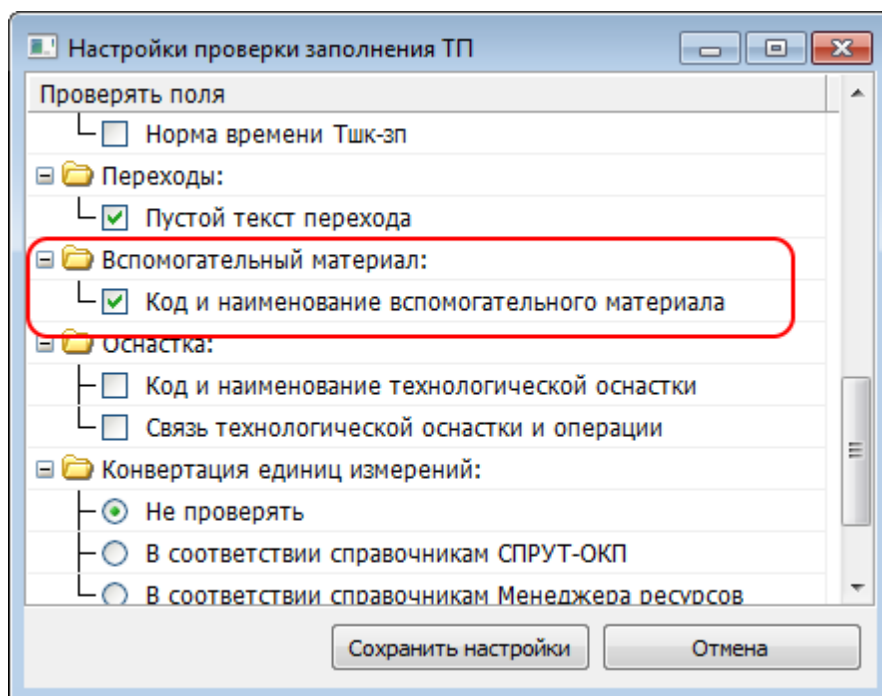 Настройки проверки заполнения ТП
Проверять поля
Норма времени Тшк-зп
Переходы:
Пустой текст перехода
Вспомогательный материал:
Код и наименование вспомогательного материала
Оснастка:
Код и наименование технологической оснастки
Связь технологической оснастки и операции
Конвертация единиц измерений:
Не проверять
В соответствии справочникам СПРУТ-ОКП
В соответствии справочникам Менеджера ресурсов
Сохранить настройки
Отмена